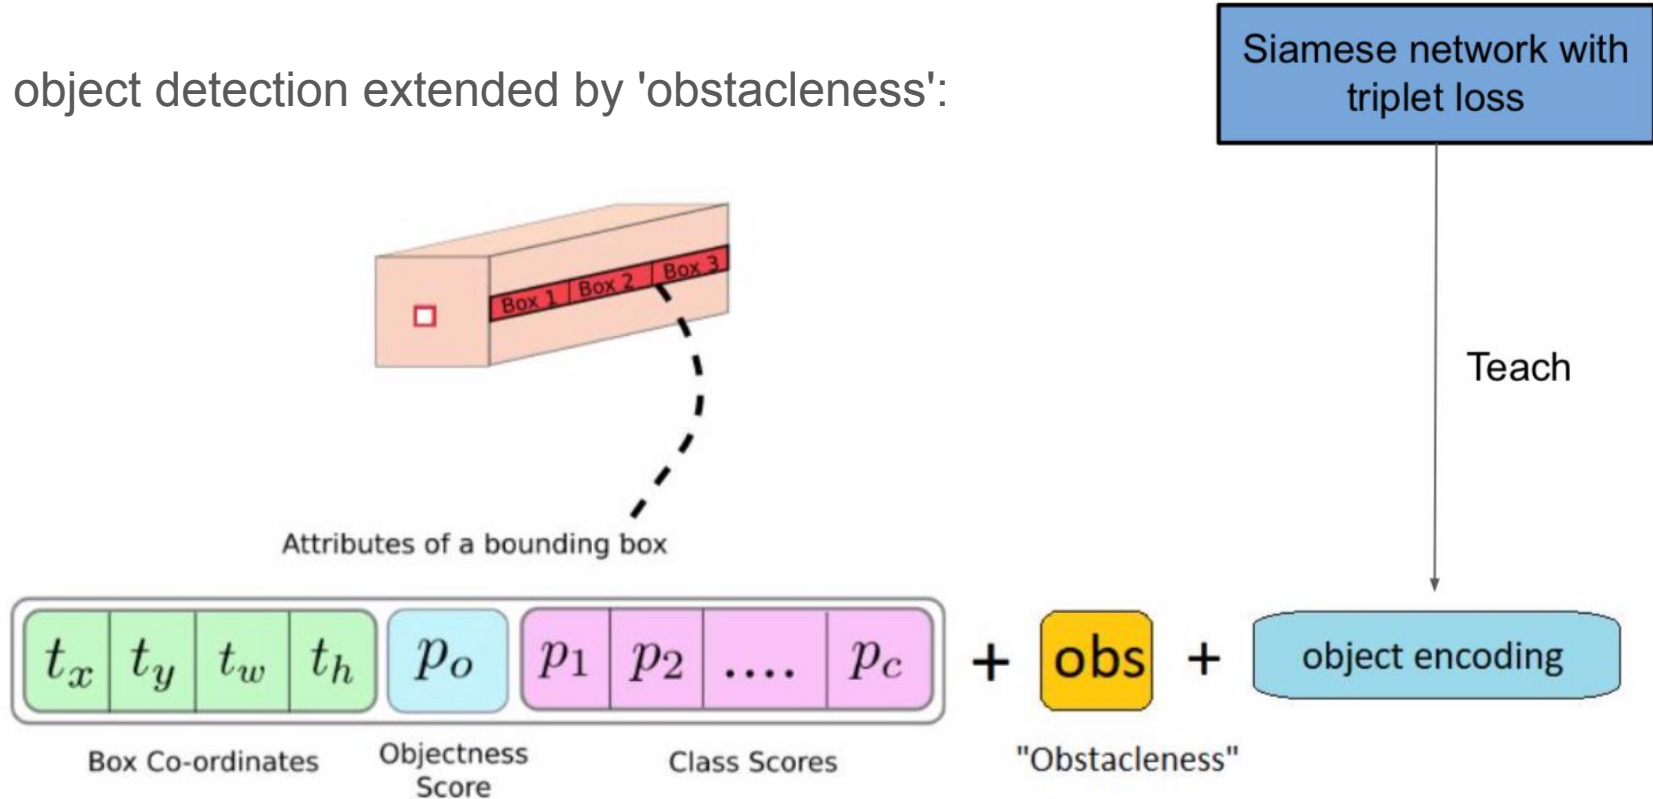 object detection extended by 'obstacleness':
Siamese network with
triplet loss
Box 1 Box 2 Box 3
Teach
Attributes of a bounding box
t_x t_y t_w t_h p_o p_1 p_2 .... p_c + obs + object encoding
Box Co-ordinates
Objectness
Score
Class Scores
"Obstacleness"